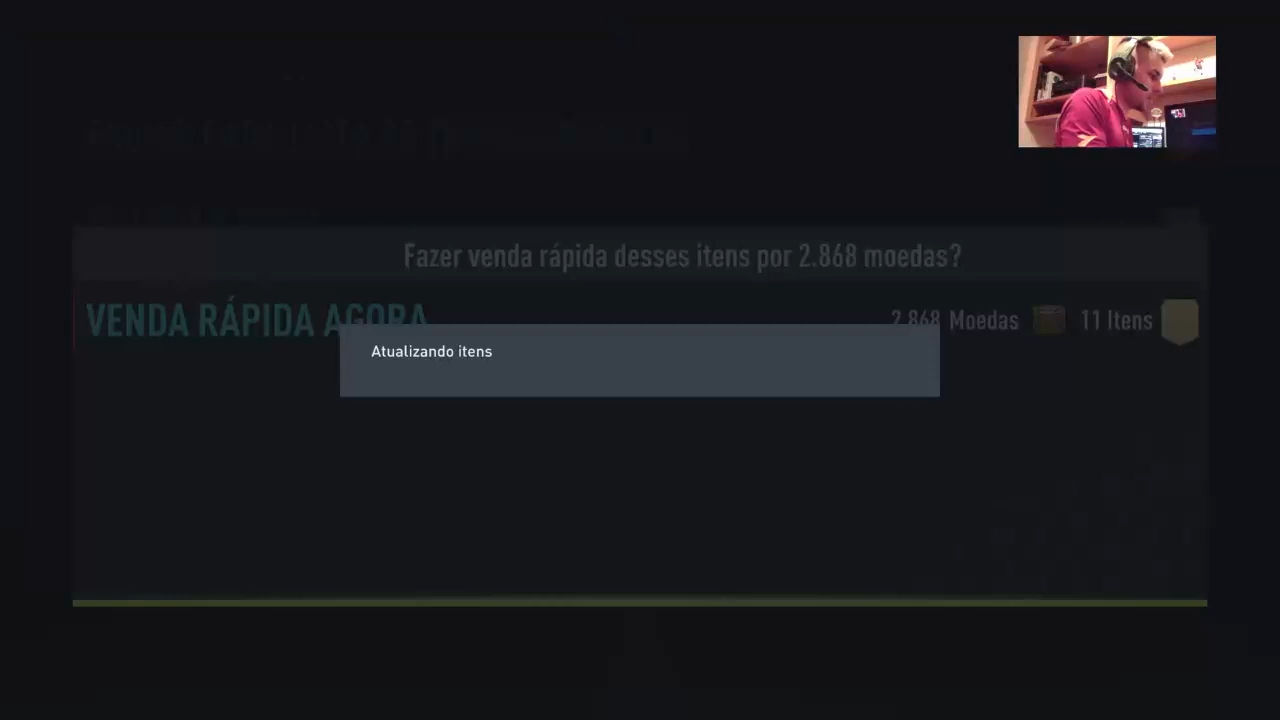 Fazer venda rápida desses itens por 2.868 moedas?
VENDA RÁPIDA AGORA
2.868 Moedas
11 Itens
Atualizando itens